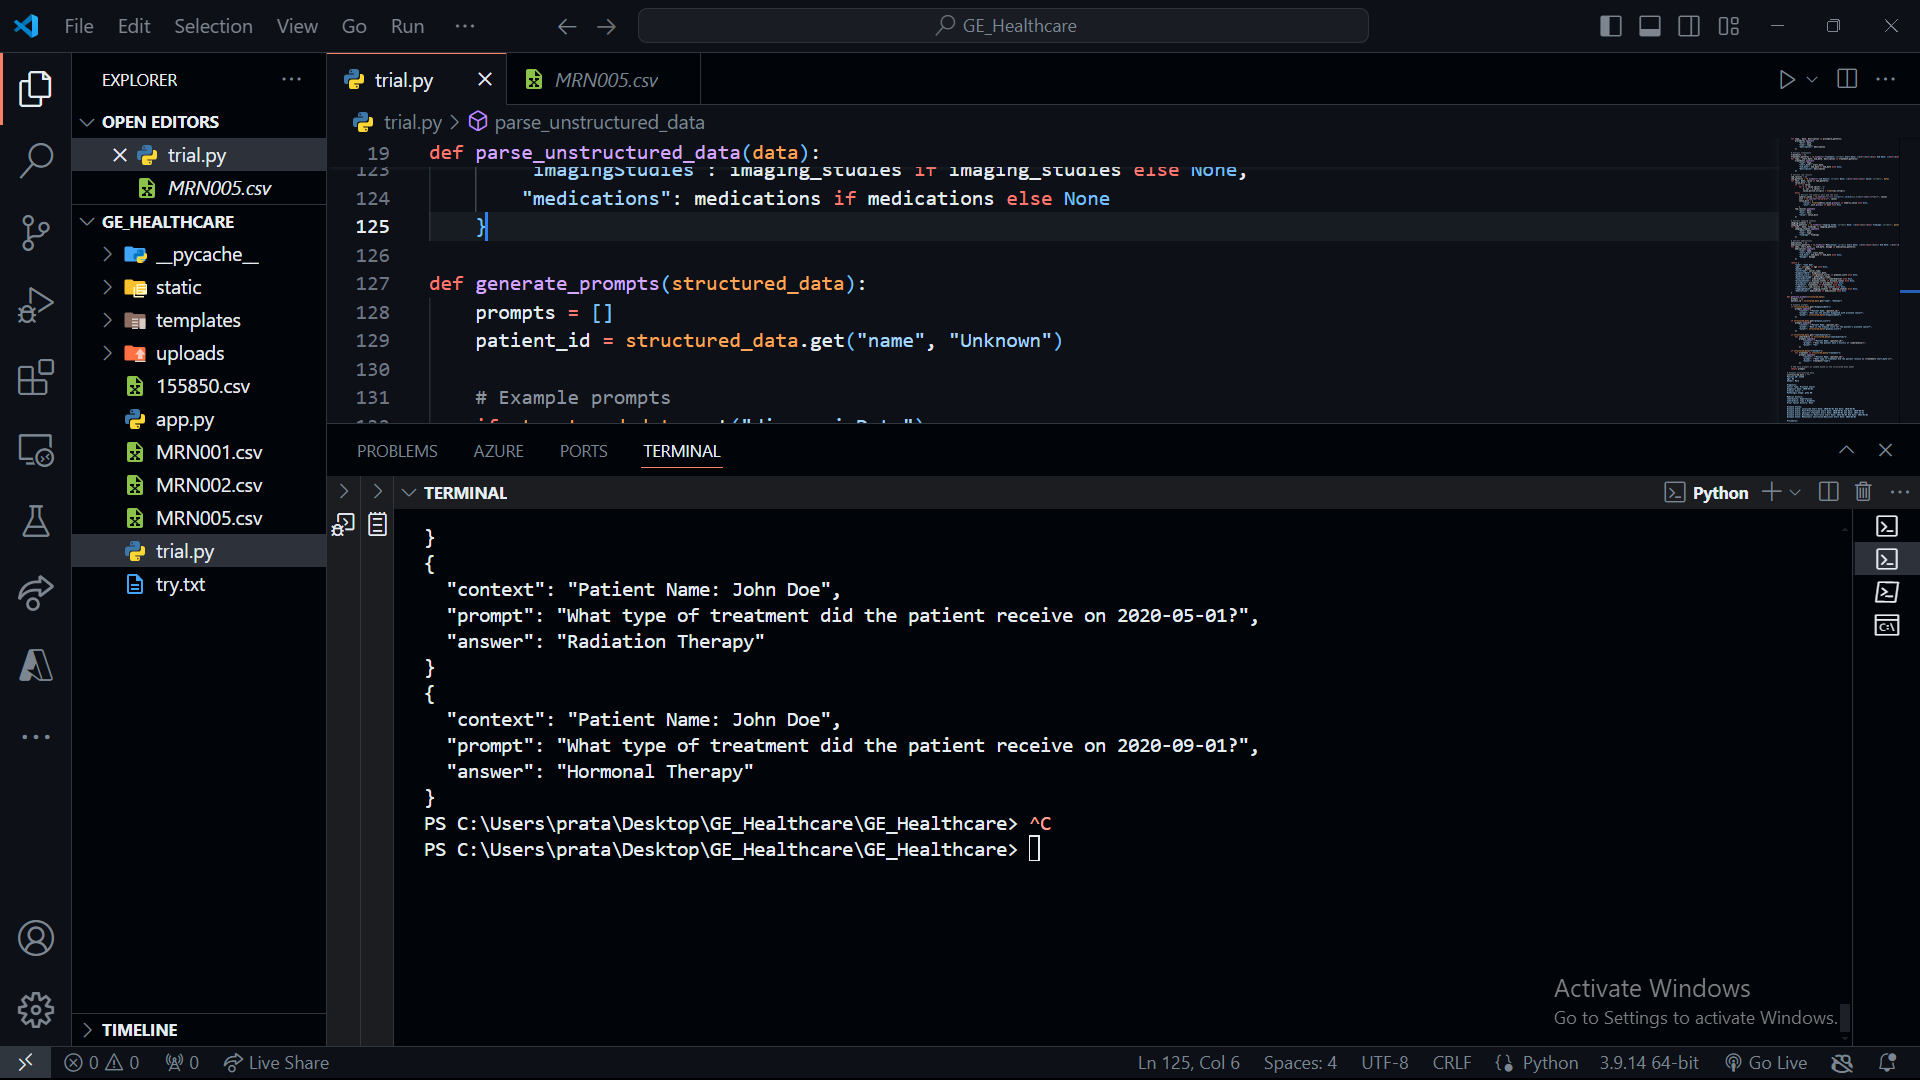 File Edit Selection View Go Run ···
GE_Healthcare
EXPLORER
OPEN EDITORS
trial.py
MRN005.csv
GE_HEALTHCARE
__pycache__
static
templates
uploads
155850.csv
app.py
MRN001.csv
MRN002.csv
MRN005.csv
trial.py
try.txt
TIMELINE
trial.py
MRN005.csv
trial.py > parse_unstructured_data
19 def parse_unstructured_data(data):
123 "imagingStudies": imaging_studies if imaging_studies else None,
124 "medications": medications if medications else None
125 }
126
127 def generate_prompts(structured_data):
128 prompts = []
129 patient_id = structured_data.get("name", "Unknown")
130
131 # Example prompts
PROBLEMS AZURE PORTS TERMINAL
TERMINAL
Python
}
{
"context": "Patient Name: John Doe",
"prompt": "What type of treatment did the patient receive on 2020-05-01?",
"answer": "Radiation Therapy"
}
{
"context": "Patient Name: John Doe",
"prompt": "What type of treatment did the patient receive on 2020-09-01?",
"answer": "Hormonal Therapy"
}
PS C:\Users\prata\Desktop\GE_Healthcare\GE_Healthcare> ^C
PS C:\Users\prata\Desktop\GE_Healthcare\GE_Healthcare>
Activate Windows
Go to Settings to activate Windows.
0 0 0 Live Share
Ln 125, Col 6 Spaces: 4 UTF-8 CRLF {} Python 3.9.14 64-bit Go Live